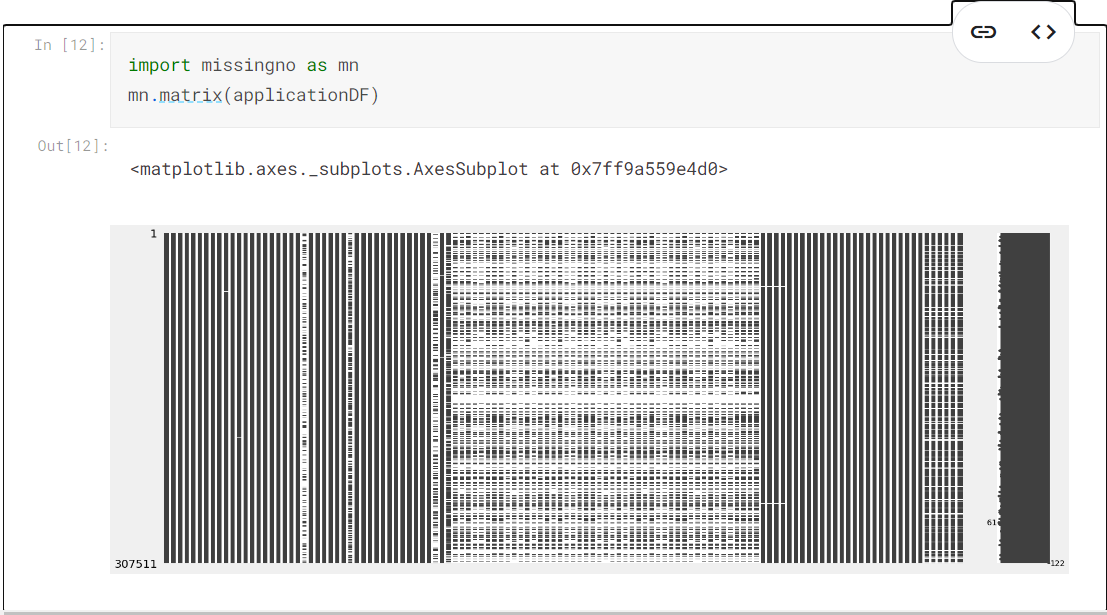 In [12]:
import missingno as mn
mn.matrix(applicationDF)
Out[12]:
<matplotlib.axes._subplots.AxesSubplot at 0x7ff9a559e4d0>
1
61
307511
122